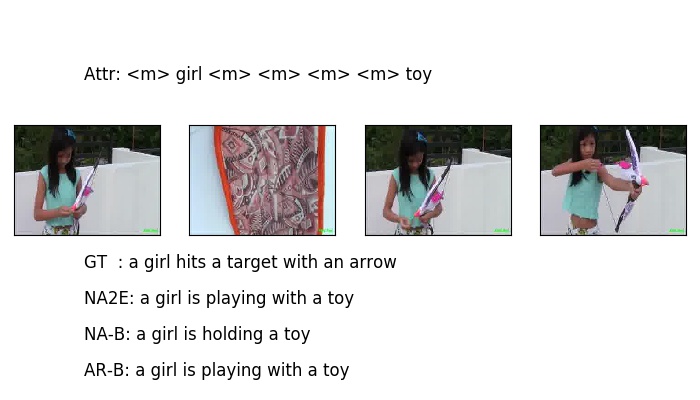 Attr: <m> girl <m> <m> <m> <m> toy
GT  : a girl hits a target with an arrow
NA2E: a girl is playing with a toy
NA-B: a girl is holding a toy
AR-B: a girl is playing with a toy